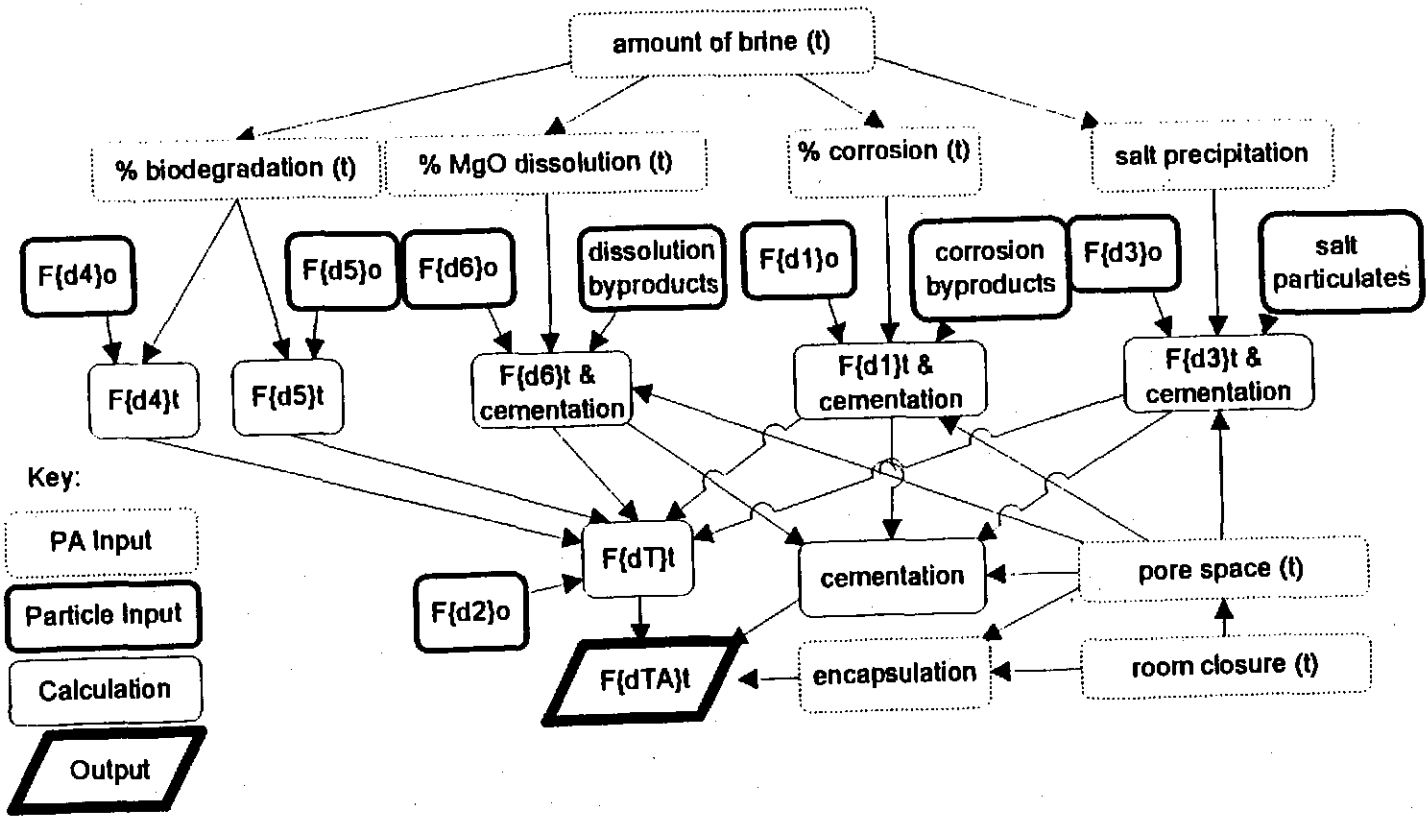 amount of brine (t)
% biodegradation (t)
% MgO dissolution (t)
% corrosion (t)
salt precipitation
F{d4}o
F{d5}o
F{d6}o
dissolution
byproducts
F{d1}o
corrosion
byproducts
F{d3}o
salt
particulates
F{d4}t
F{d5}t
F{d6}t &
cementation
F{d1}t &
cementation
F{d3}t &
cementation
Key:
PA Input
Particle Input
Calculation
Output
F{dT}t
cementation
pore space (t)
F{d2}o
F{dTA}t
encapsulation
room closure (t)